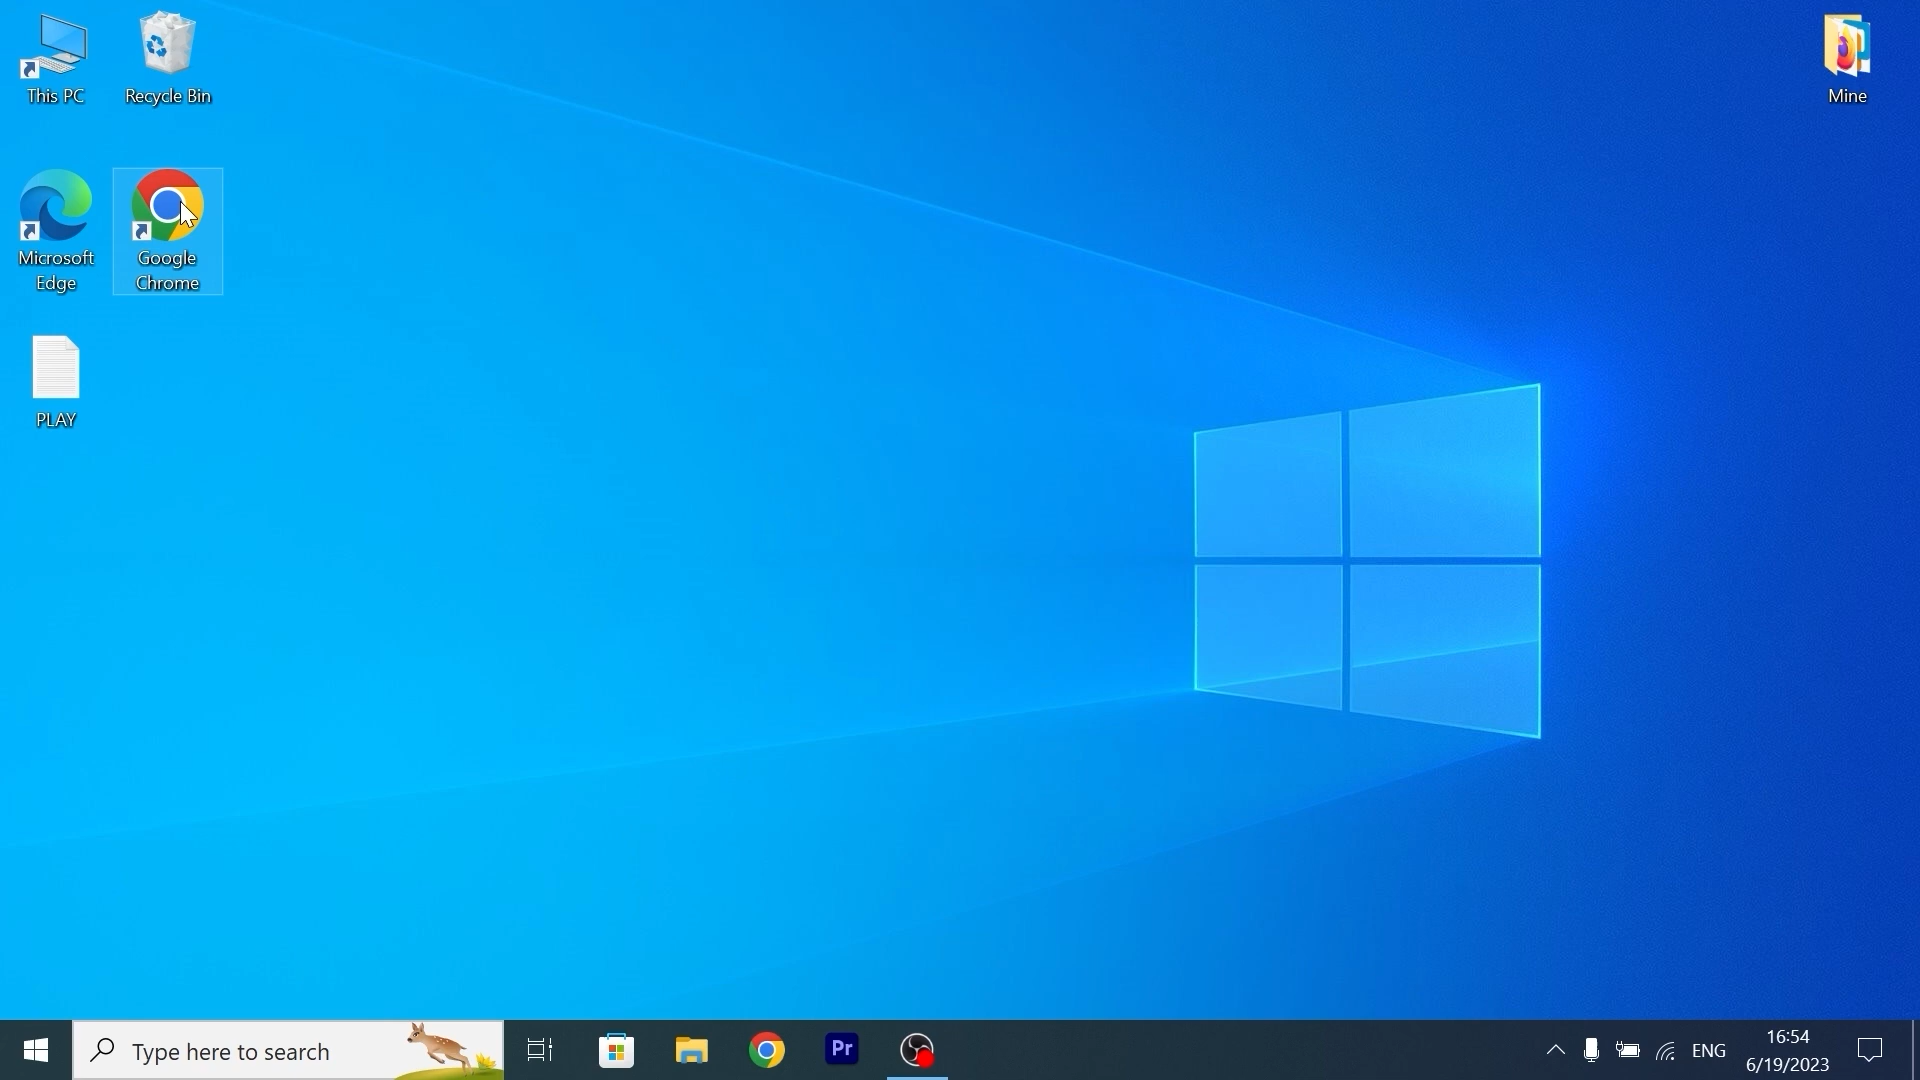 This PC
Recycle Bin
Mine
Microsoft
Edge
Google
Chrome
PLAY
Type here to search
Pr
ENG
16:54
6/19/2023